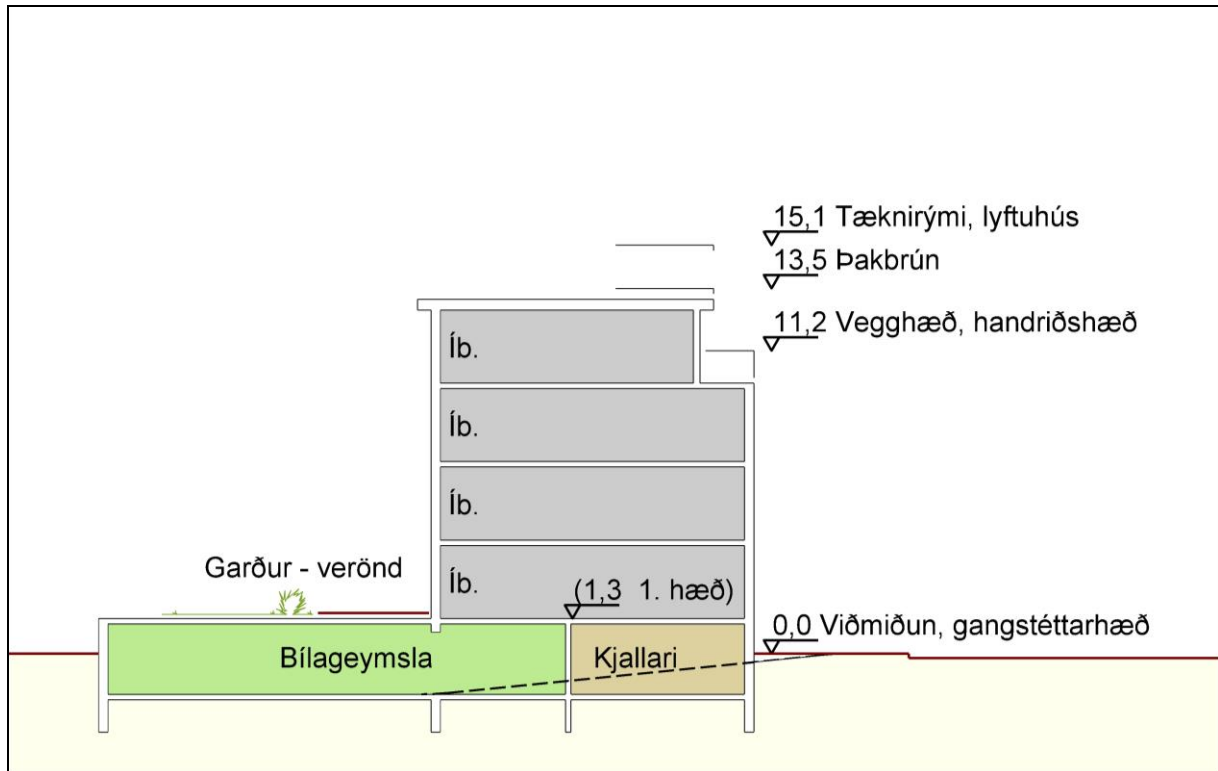 15,1 Tæknirými, lyftuhús
13,5 Þakbrún
11,2 Vegghæð, handriðshæð
Íb.
Íb.
Íb.
Garður - verönd
Íb.
(1,3 1. hæð)
0,0 Viðmiðun, gangstéttarhæð
Bílageymsla
Kjallari